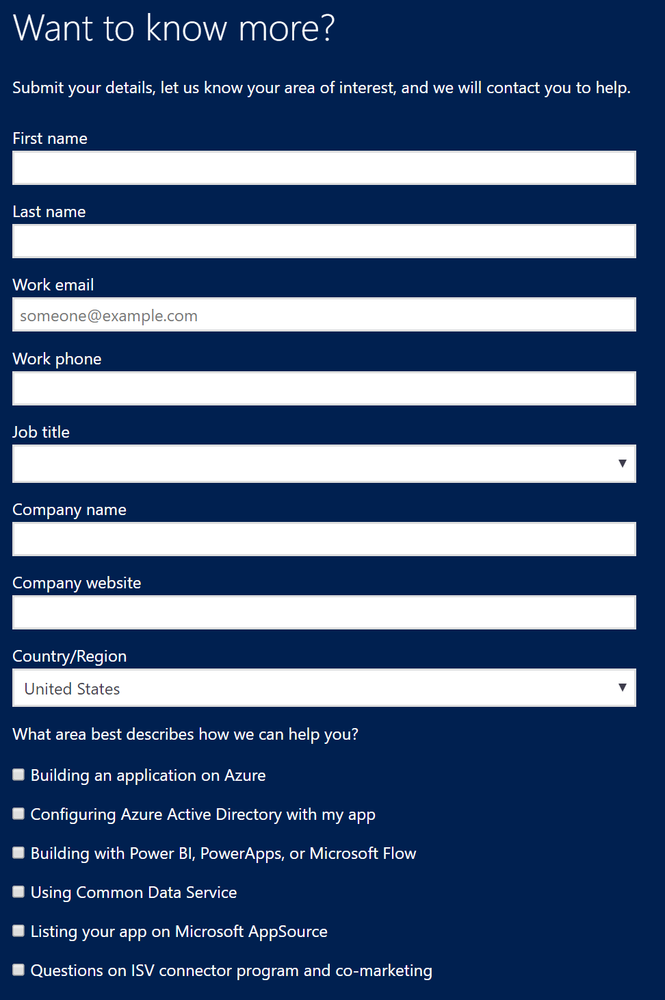 Want to know more?
Submit your details, let us know your area of interest, and we will contact you to help.
First name
Last name
Work email
someone@example.com
Work phone
Job title
Company name
Company website
Country/Region
United States
What area best describes how we can help you?
Building an application on Azure
Configuring Azure Active Directory with my app
Building with Power BI, PowerApps, or Microsoft Flow
Using Common Data Service
Listing your app on Microsoft AppSource
Questions on ISV connector program and co-marketing